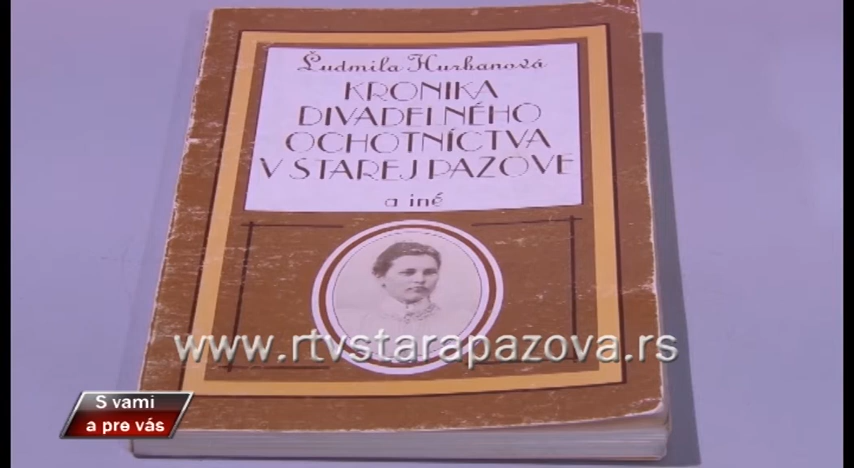 Ľudmila Hurbanová
KRONIKA
DIVADELNÉHO
OCHOTNÍCTVA
V STAREJ PAZOVE
a iné
www.rtvstarapazova.rs
S vami
a pre vás